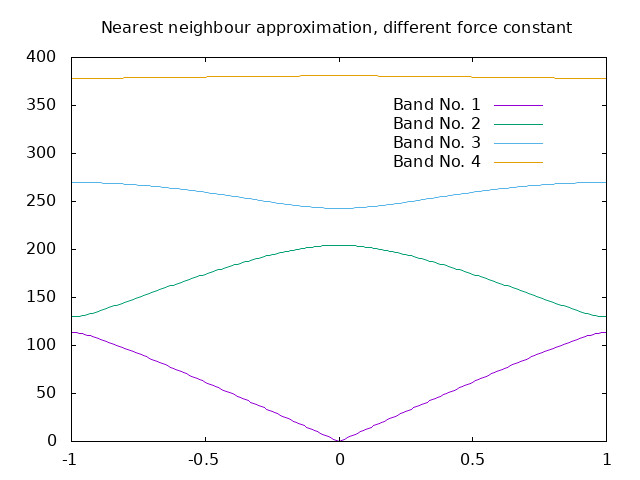 Nearest neighbour approximation, different force constant
400
350
300
250
200
150
100
50
0
Band No. 1
Band No. 2
Band No. 3
Band No. 4
-1
-0.5
0
0.5
1